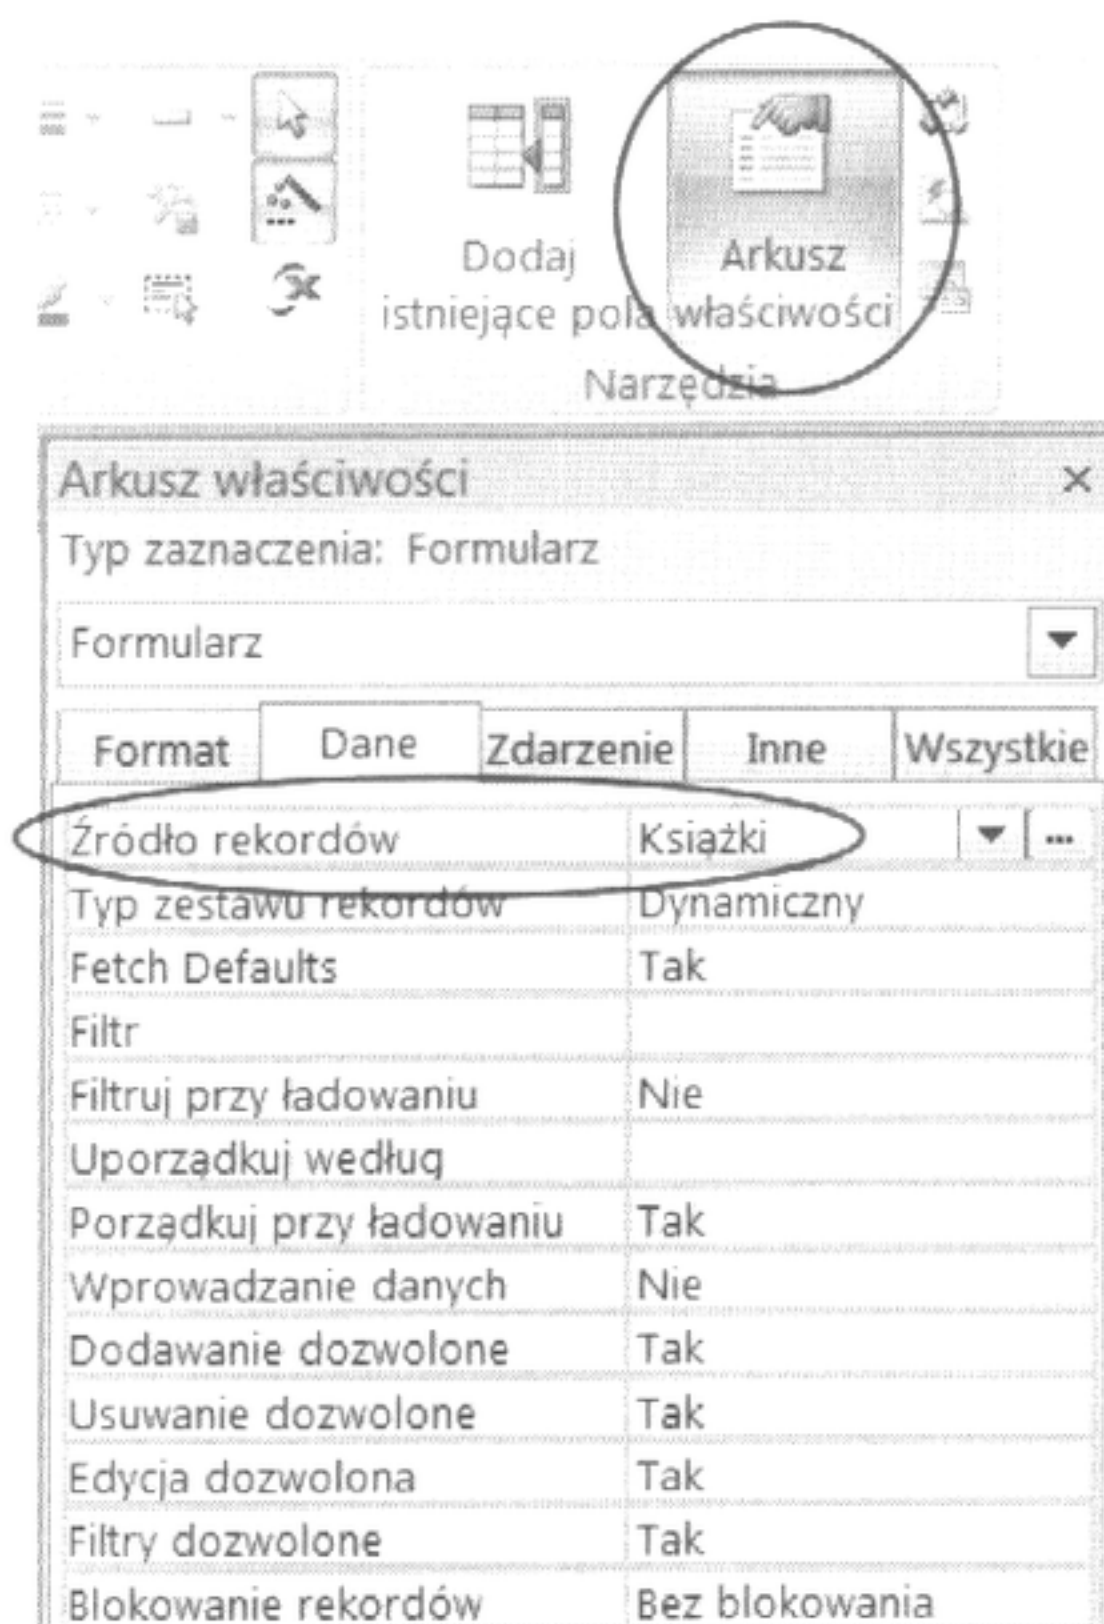 Dodaj
istniejące pola
Arkusz
właściwości
Narzędzia
Arkusz właściwości ×
Typ zaznaczenia: Formularz
Formularz
Format Dane Zdarzenie Inne Wszystkie
Źródło rekordów Książki ...
Typ zestawu rekordów Dynamiczny
Fetch Defaults Tak
Filtr
Filtruj przy ładowaniu Nie
Uporządkuj według
Porządkuj przy ładowaniu Tak
Wprowadzanie danych Nie
Dodawanie dozwolone Tak
Usuwanie dozwolone Tak
Edycja dozwolona Tak
Filtry dozwolone Tak
Blokowanie rekordów Bez blokowania